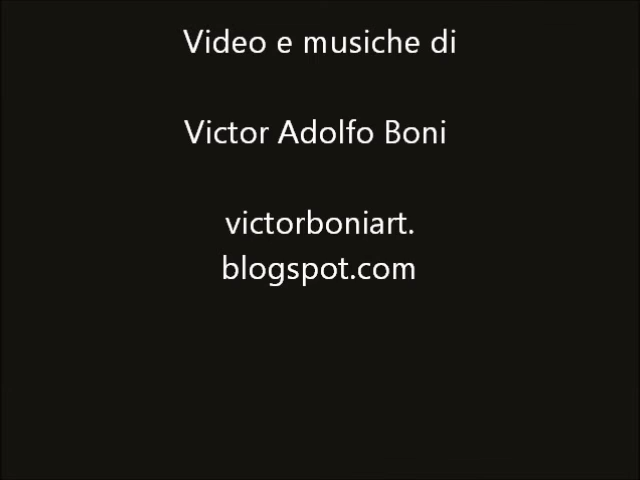 Video e musiche di
Victor Adolfo Boni
victorboniart.
blogspot.com